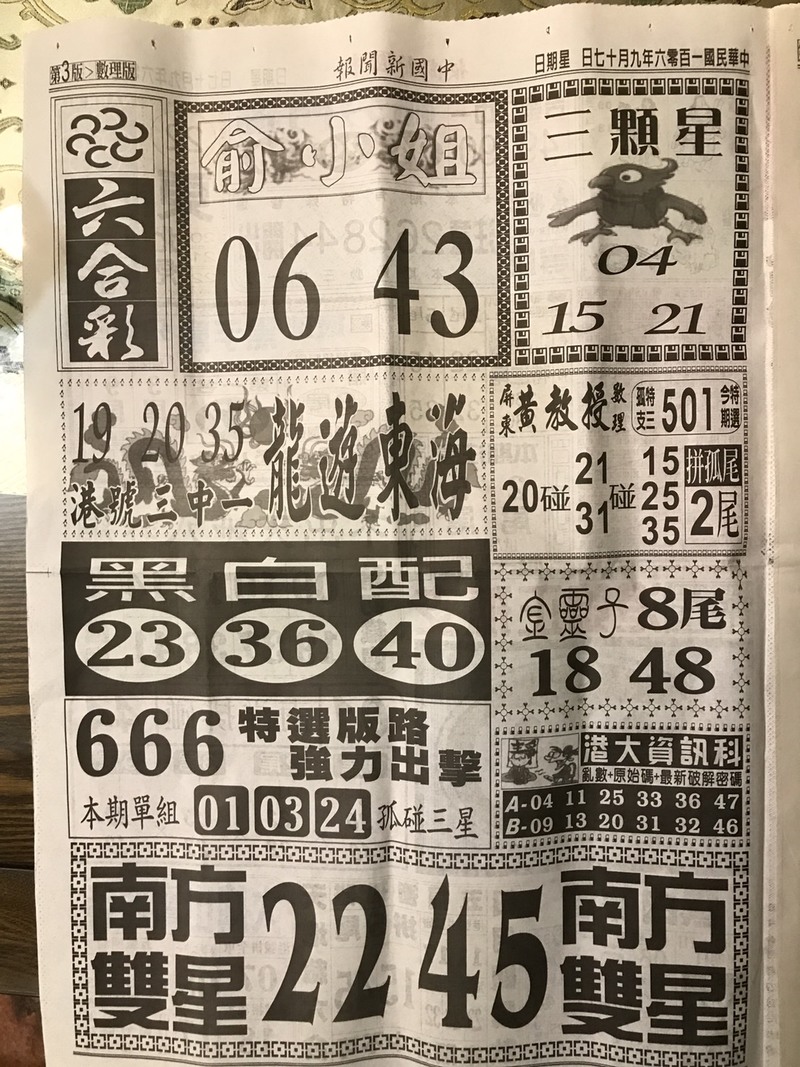 第3版>數理版
中國新聞報
中華民國一百零六年九月十七日 星期日
六合彩
俞小姐
06 43
三顆星
04
15 21
19 20 35
港號三中一
龍遊東海
屏東
黃教授
數理
孤特支三
501
今特期選
20碰
21
31
碰
15
25
35
拼孤尾
2尾
黑白配
23 36 40
金靈子
8尾
18 48
666
特選版路
強力出擊
本期單組 01 03 24 孤碰三星
港大資訊科
亂數+原始碼+最新破解密碼
A-04 11 25 33 36 47
B-09 13 20 31 32 46
南方
雙星
22 45
南方
雙星